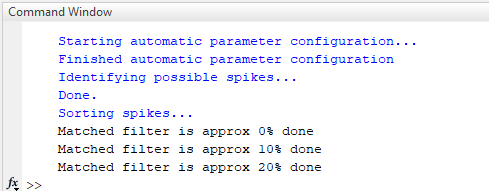 Command Window
Starting automatic parameter configuration...
Finished automatic parameter configuration
Identifying possible spikes...
Done.
Sorting spikes...
Matched filter is approx 0% done
Matched filter is approx 10% done
Matched filter is approx 20% done
fx >>